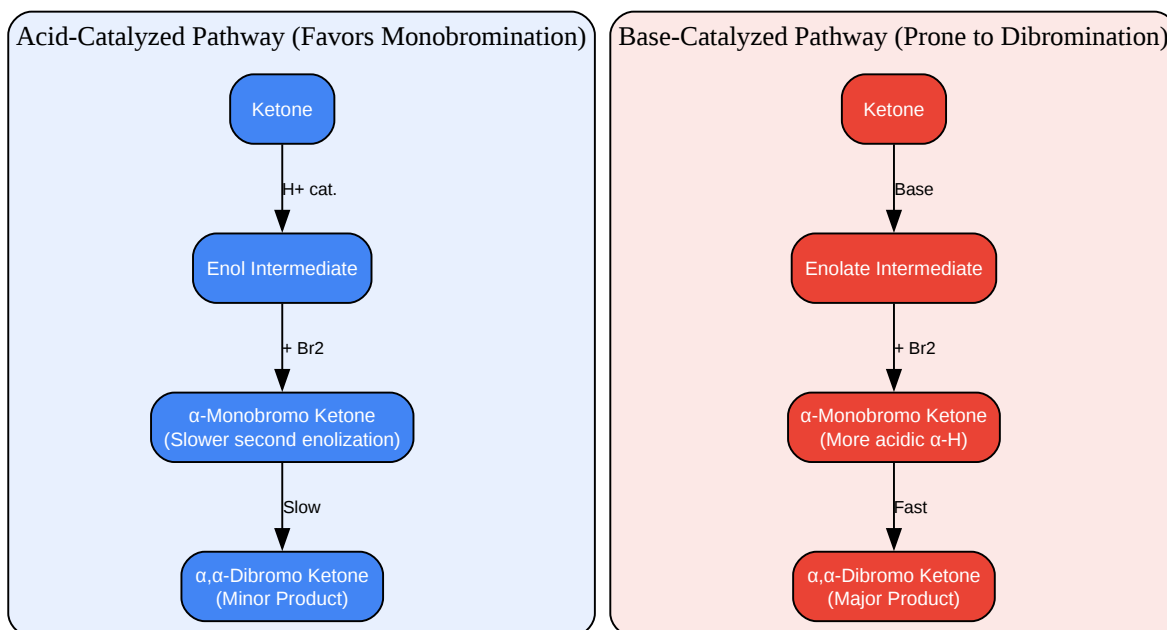 Acid-Catalyzed Pathway (Favors Monobromination)
Ketone
H+ cat.
Enol Intermediate
+ Br2
α-Monobromo Ketone
(Slower second enolization)
Slow
α,α-Dibromo Ketone
(Minor Product)
Base-Catalyzed Pathway (Prone to Dibromination)
Ketone
Base
Enolate Intermediate
+ Br2
α-Monobromo Ketone
(More acidic α-H)
Fast
α,α-Dibromo Ketone
(Major Product)